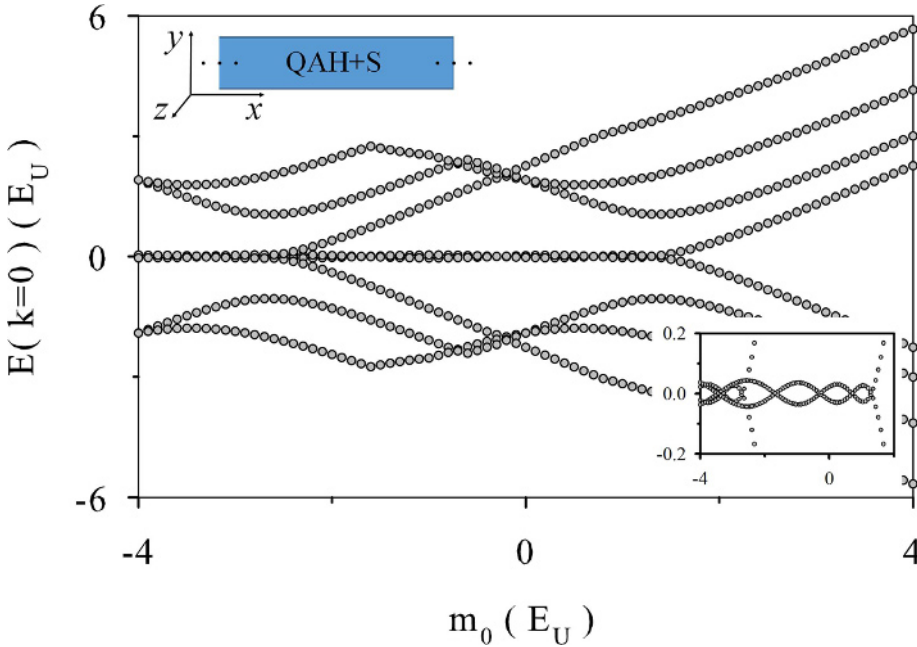 6
y
· · · QAH+S · · ·
z x
E( k=0 ) ( E_U )
0
0.2
0.0
-0.2
-4 0
-6
-4 0 4
m_0 ( E_U )